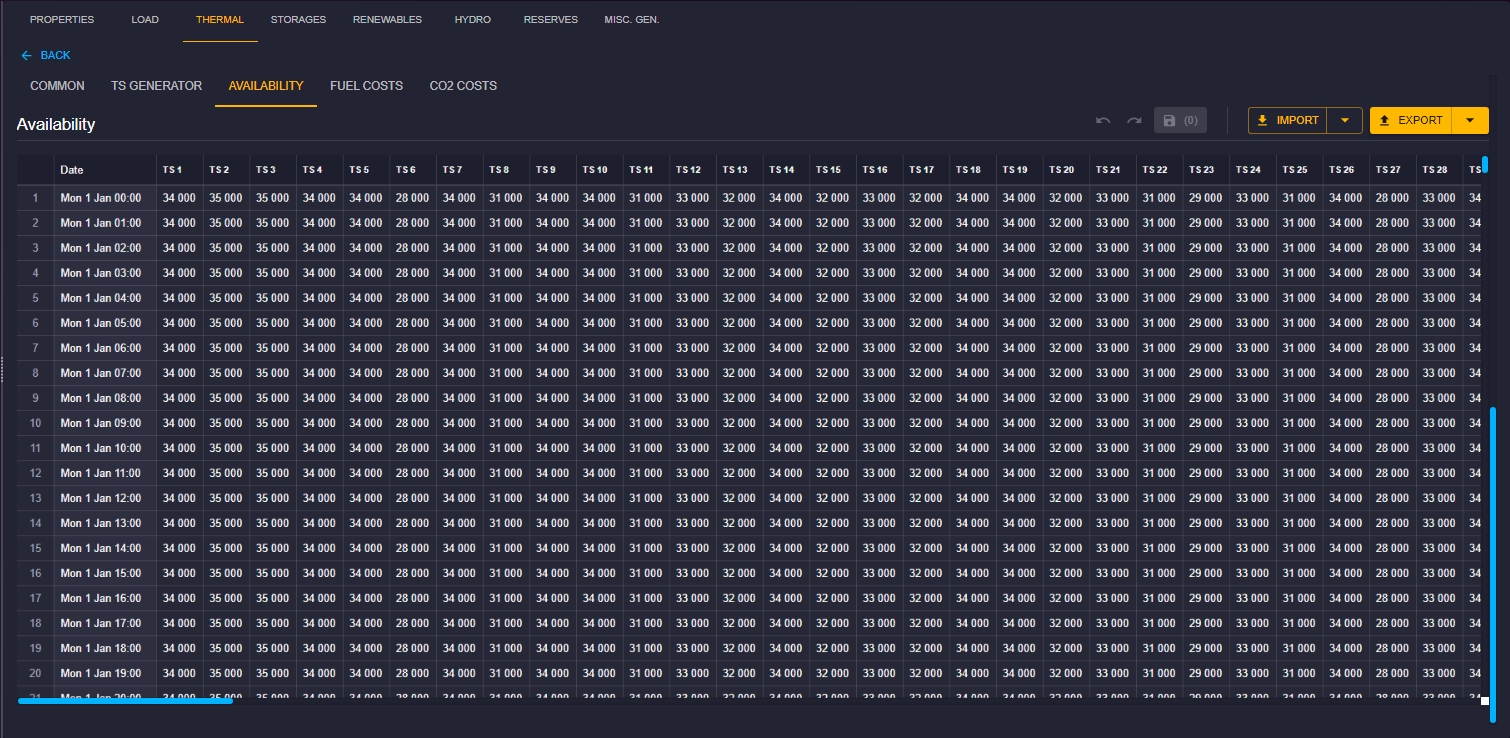 PROPERTIES LOAD THERMAL STORAGES RENEWABLES HYDRO RESERVES MISC. GEN.
BACK
COMMON TS GENERATOR AVAILABILITY FUEL COSTS CO2 COSTS
Availability (0) IMPORT EXPORT
Date TS 1 TS 2 TS 3 TS 4 TS 5 TS 6 TS 7 TS 8 TS 9 TS 10 TS 11 TS 12 TS 13 TS 14 TS 15 TS 16 TS 17 TS 18 TS 19 TS 20 TS 21 TS 22 TS 23 TS 24 TS 25 TS 26 TS 27 TS 28 TS
1 Mon 1 Jan 00:00 34 000 35 000 35 000 34 000 34 000 28 000 34 000 31 000 34 000 34 000 31 000 33 000 32 000 34 000 32 000 33 000 32 000 34 000 34 000 32 000 33 000 31 000 29 000 33 000 31 000 34 000 28 000 33 000 34
2 Mon 1 Jan 01:00 34 000 35 000 35 000 34 000 34 000 28 000 34 000 31 000 34 000 34 000 31 000 33 000 32 000 34 000 32 000 33 000 32 000 34 000 34 000 32 000 33 000 31 000 29 000 33 000 31 000 34 000 28 000 33 000 34
3 Mon 1 Jan 02:00 34 000 35 000 35 000 34 000 34 000 28 000 34 000 31 000 34 000 34 000 31 000 33 000 32 000 34 000 32 000 33 000 32 000 34 000 34 000 32 000 33 000 31 000 29 000 33 000 31 000 34 000 28 000 33 000 34
4 Mon 1 Jan 03:00 34 000 35 000 35 000 34 000 34 000 28 000 34 000 31 000 34 000 34 000 31 000 33 000 32 000 34 000 32 000 33 000 32 000 34 000 34 000 32 000 33 000 31 000 29 000 33 000 31 000 34 000 28 000 33 000 34
5 Mon 1 Jan 04:00 34 000 35 000 35 000 34 000 34 000 28 000 34 000 31 000 34 000 34 000 31 000 33 000 32 000 34 000 32 000 33 000 32 000 34 000 34 000 32 000 33 000 31 000 29 000 33 000 31 000 34 000 28 000 33 000 34
6 Mon 1 Jan 05:00 34 000 35 000 35 000 34 000 34 000 28 000 34 000 31 000 34 000 34 000 31 000 33 000 32 000 34 000 32 000 33 000 32 000 34 000 34 000 32 000 33 000 31 000 29 000 33 000 31 000 34 000 28 000 33 000 34
7 Mon 1 Jan 06:00 34 000 35 000 35 000 34 000 34 000 28 000 34 000 31 000 34 000 34 000 31 000 33 000 32 000 34 000 32 000 33 000 32 000 34 000 34 000 32 000 33 000 31 000 29 000 33 000 31 000 34 000 28 000 33 000 34
8 Mon 1 Jan 07:00 34 000 35 000 35 000 34 000 34 000 28 000 34 000 31 000 34 000 34 000 31 000 33 000 32 000 34 000 32 000 33 000 32 000 34 000 34 000 32 000 33 000 31 000 29 000 33 000 31 000 34 000 28 000 33 000 34
9 Mon 1 Jan 08:00 34 000 35 000 35 000 34 000 34 000 28 000 34 000 31 000 34 000 34 000 31 000 33 000 32 000 34 000 32 000 33 000 32 000 34 000 34 000 32 000 33 000 31 000 29 000 33 000 31 000 34 000 28 000 33 000 34
10 Mon 1 Jan 09:00 34 000 35 000 35 000 34 000 34 000 28 000 34 000 31 000 34 000 34 000 31 000 33 000 32 000 34 000 32 000 33 000 32 000 34 000 34 000 32 000 33 000 31 000 29 000 33 000 31 000 34 000 28 000 33 000 34
11 Mon 1 Jan 10:00 34 000 35 000 35 000 34 000 34 000 28 000 34 000 31 000 34 000 34 000 31 000 33 000 32 000 34 000 32 000 33 000 32 000 34 000 34 000 32 000 33 000 31 000 29 000 33 000 31 000 34 000 28 000 33 000 34
12 Mon 1 Jan 11:00 34 000 35 000 35 000 34 000 34 000 28 000 34 000 31 000 34 000 34 000 31 000 33 000 32 000 34 000 32 000 33 000 32 000 34 000 34 000 32 000 33 000 31 000 29 000 33 000 31 000 34 000 28 000 33 000 34
13 Mon 1 Jan 12:00 34 000 35 000 35 000 34 000 34 000 28 000 34 000 31 000 34 000 34 000 31 000 33 000 32 000 34 000 32 000 33 000 32 000 34 000 34 000 32 000 33 000 31 000 29 000 33 000 31 000 34 000 28 000 33 000 34
14 Mon 1 Jan 13:00 34 000 35 000 35 000 34 000 34 000 28 000 34 000 31 000 34 000 34 000 31 000 33 000 32 000 34 000 32 000 33 000 32 000 34 000 34 000 32 000 33 000 31 000 29 000 33 000 31 000 34 000 28 000 33 000 34
15 Mon 1 Jan 14:00 34 000 35 000 35 000 34 000 34 000 28 000 34 000 31 000 34 000 34 000 31 000 33 000 32 000 34 000 32 000 33 000 32 000 34 000 34 000 32 000 33 000 31 000 29 000 33 000 31 000 34 000 28 000 33 000 34
16 Mon 1 Jan 15:00 34 000 35 000 35 000 34 000 34 000 28 000 34 000 31 000 34 000 34 000 31 000 33 000 32 000 34 000 32 000 33 000 32 000 34 000 34 000 32 000 33 000 31 000 29 000 33 000 31 000 34 000 28 000 33 000 34
17 Mon 1 Jan 16:00 34 000 35 000 35 000 34 000 34 000 28 000 34 000 31 000 34 000 34 000 31 000 33 000 32 000 34 000 32 000 33 000 32 000 34 000 34 000 32 000 33 000 31 000 29 000 33 000 31 000 34 000 28 000 33 000 34
18 Mon 1 Jan 17:00 34 000 35 000 35 000 34 000 34 000 28 000 34 000 31 000 34 000 34 000 31 000 33 000 32 000 34 000 32 000 33 000 32 000 34 000 34 000 32 000 33 000 31 000 29 000 33 000 31 000 34 000 28 000 33 000 34
19 Mon 1 Jan 18:00 34 000 35 000 35 000 34 000 34 000 28 000 34 000 31 000 34 000 34 000 31 000 33 000 32 000 34 000 32 000 33 000 32 000 34 000 34 000 32 000 33 000 31 000 29 000 33 000 31 000 34 000 28 000 33 000 34
20 Mon 1 Jan 19:00 34 000 35 000 35 000 34 000 34 000 28 000 34 000 31 000 34 000 34 000 31 000 33 000 32 000 34 000 32 000 33 000 32 000 34 000 34 000 32 000 33 000 31 000 29 000 33 000 31 000 34 000 28 000 33 000 34